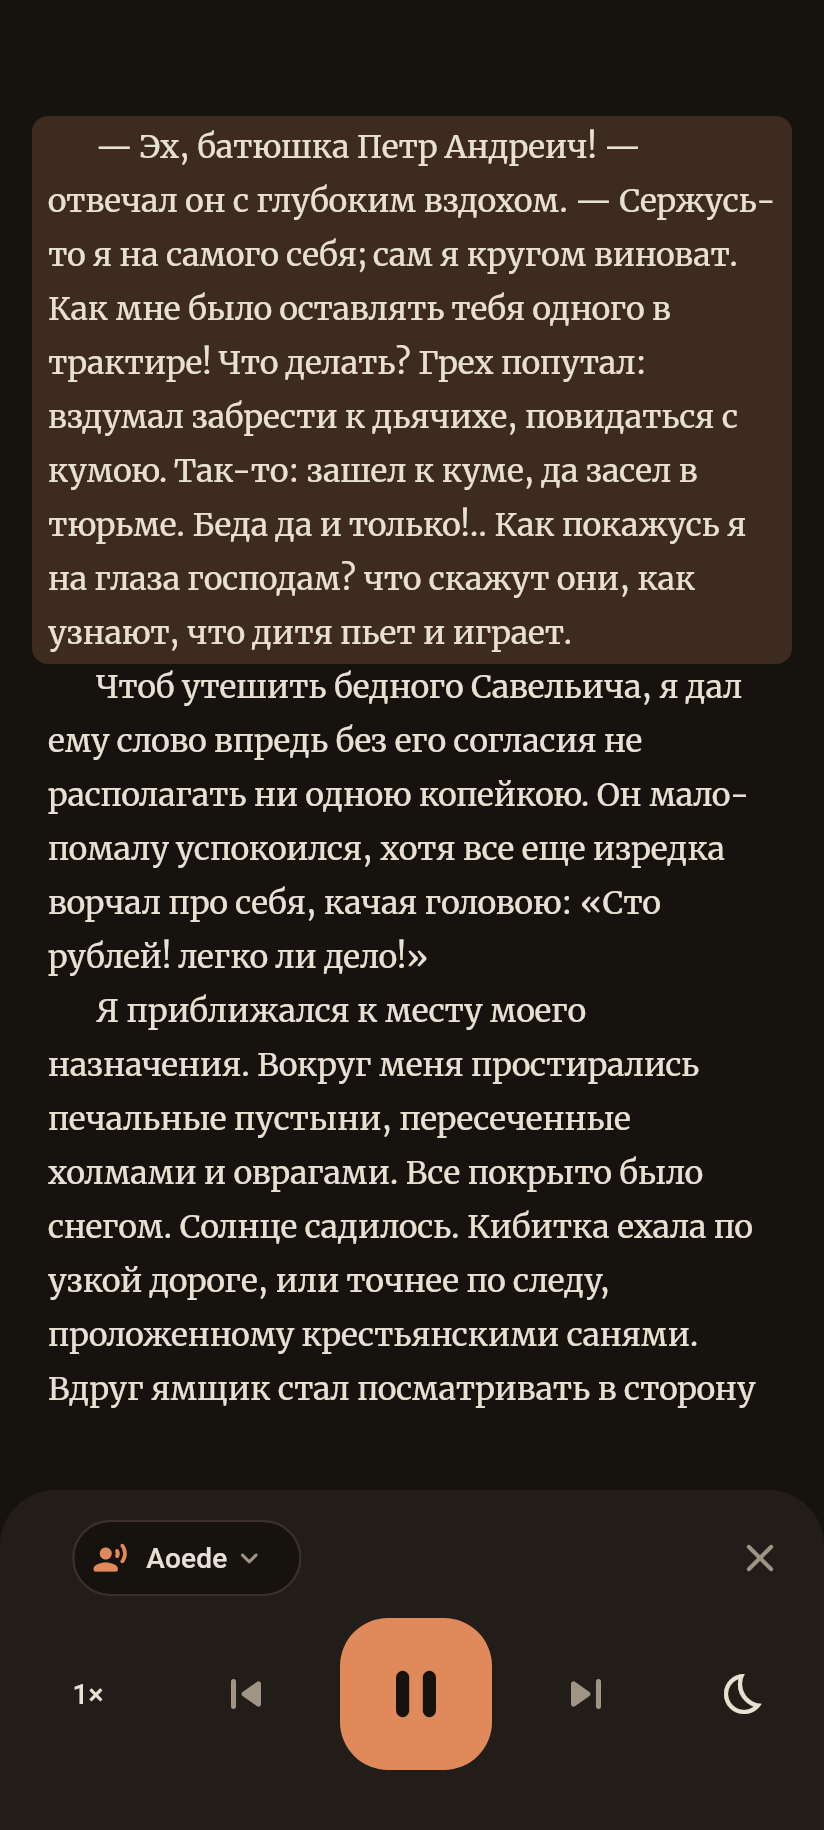 — Эх, батюшка Петр Андреич! —
отвечал он с глубоким вздохом. — Сержусь-
то я на самого себя; сам я кругом виноват.
Как мне было оставлять тебя одного в
трактире! Что делать? Грех попутал:
вздумал забрести к дьячихе, повидаться с
кумою. Так-то: зашел к куме, да засел в
тюрьме. Беда да и только!.. Как покажусь я
на глаза господам? что скажут они, как
узнают, что дитя пьет и играет.
Чтоб утешить бедного Савельича, я дал
ему слово впредь без его согласия не
располагать ни одною копейкою. Он мало-
помалу успокоился, хотя все еще изредка
ворчал про себя, качая головою: «Сто
рублей! легко ли дело!»
Я приближался к месту моего
назначения. Вокруг меня простирались
печальные пустыни, пересеченные
холмами и оврагами. Все покрыто было
снегом. Солнце садилось. Кибитка ехала по
узкой дороге, или точнее по следу,
проложенному крестьянскими санями.
Вдруг ямщик стал посматривать в сторону
Aoede
1×